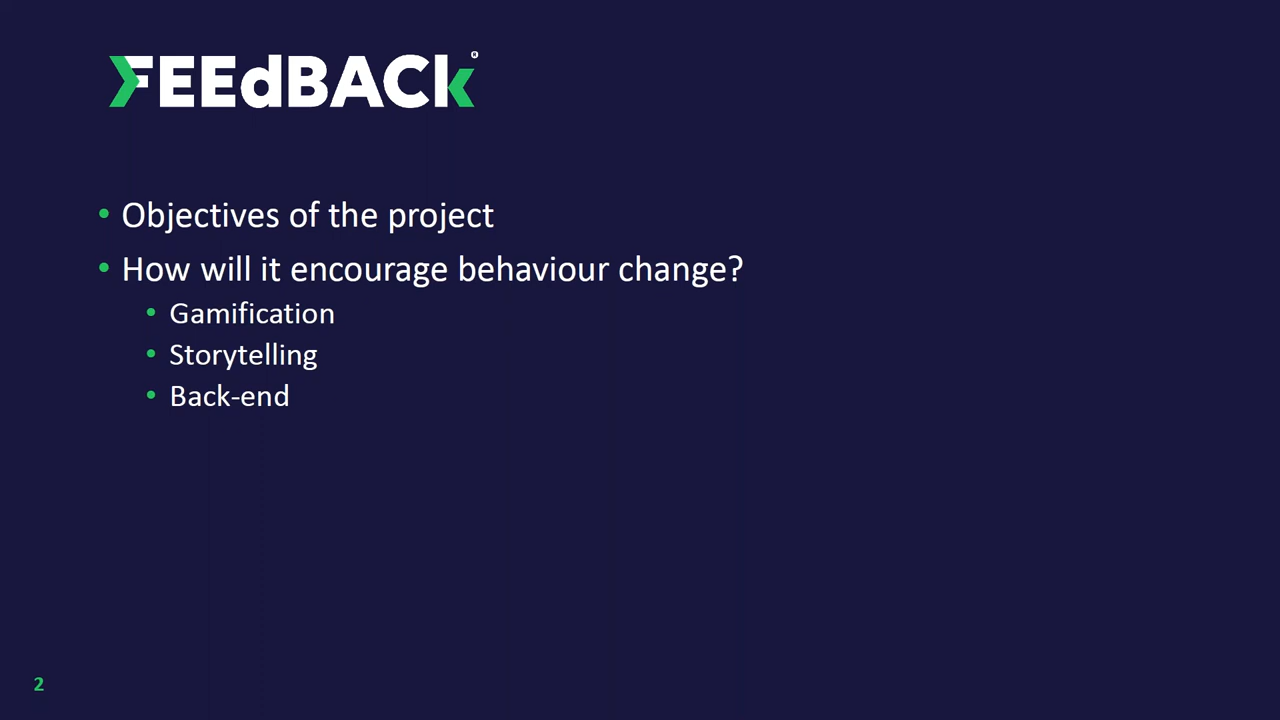 FEEdBACk®
• Objectives of the project
• How will it encourage behaviour change?
• Gamification
• Storytelling
• Back-end
2